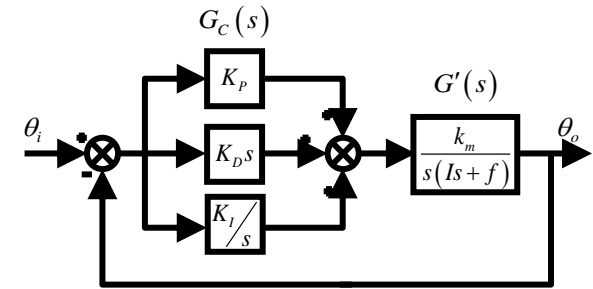 G_C(s)
K_P
G′(s)
θ_i
+
-
K_D s
+
+
+
k_m / s(Is + f)
θ_o
K_I / s